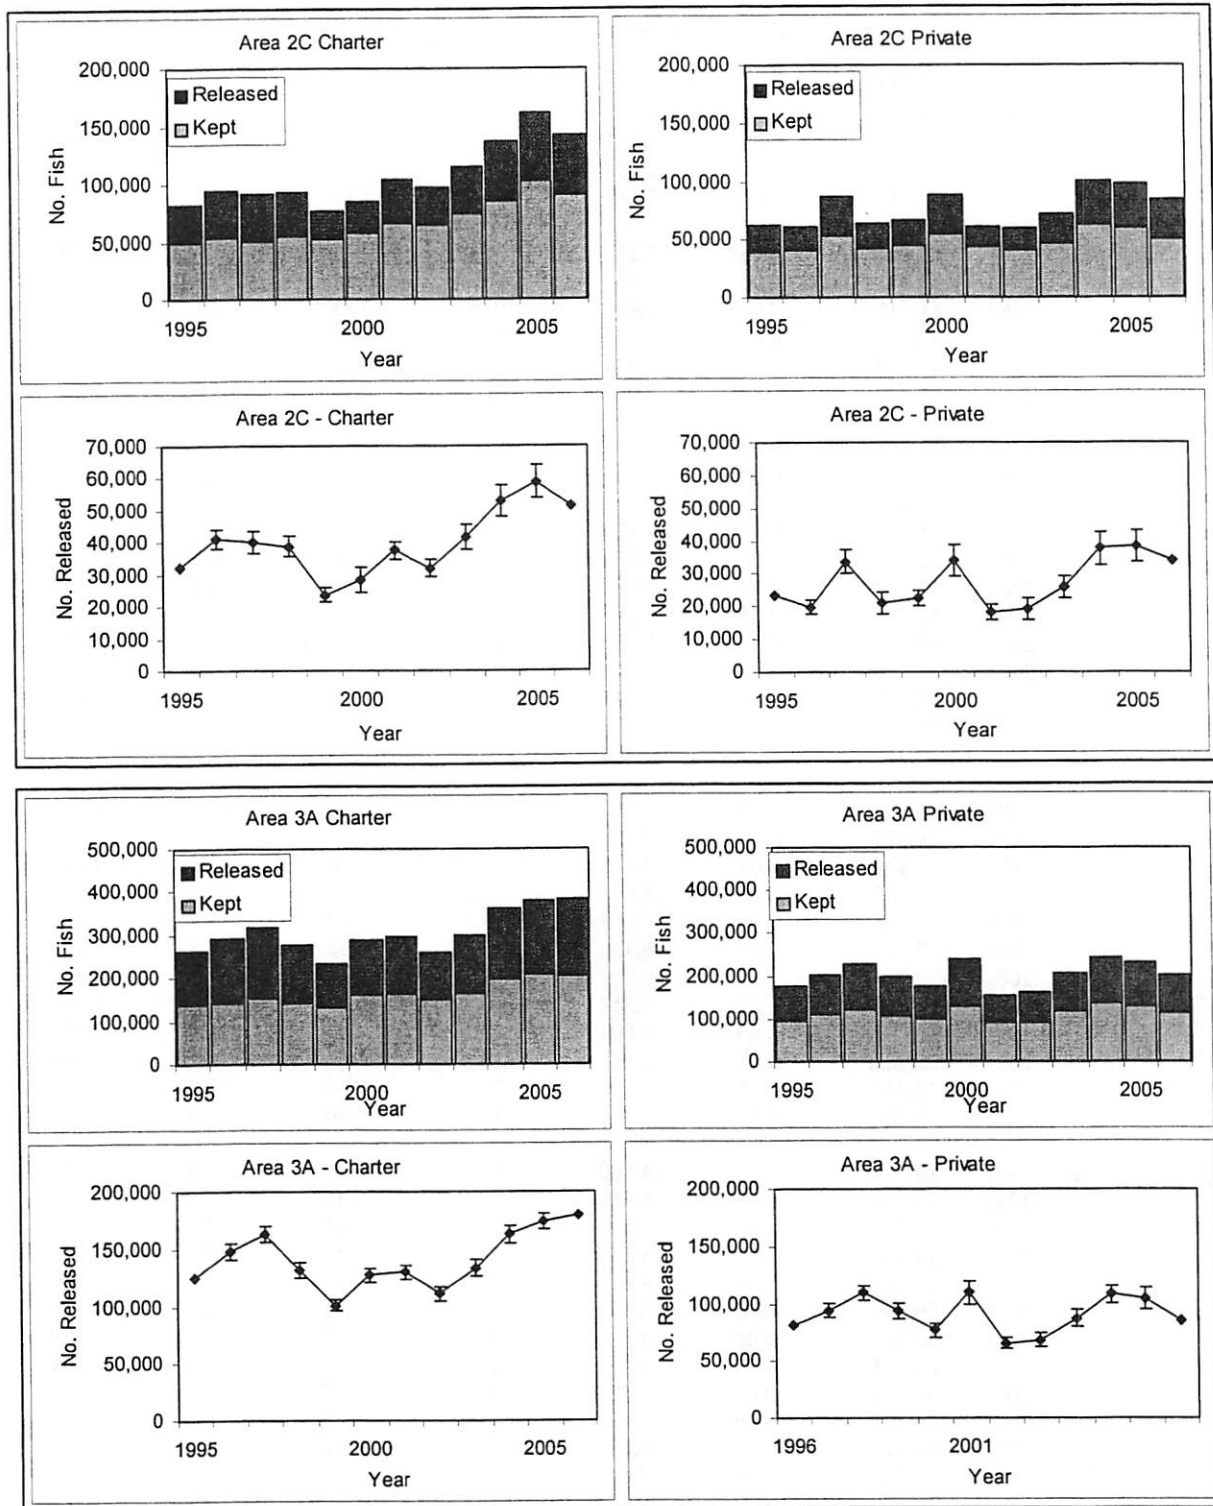 Area 2C Charter
200,000
150,000
100,000
50,000
0
No. Fish
Released
Kept
1995
2000
2005
Year
Area 2C Private
200,000
150,000
100,000
50,000
0
No. Fish
Released
Kept
1995
2000
2005
Year
Area 2C - Charter
70,000
60,000
50,000
40,000
30,000
20,000
10,000
0
No. Released
1995
2000
2005
Year
Area 2C - Private
70,000
60,000
50,000
40,000
30,000
20,000
10,000
0
No. Released
1995
2000
2005
Year
Area 3A Charter
500,000
400,000
300,000
200,000
100,000
0
No. Fish
Released
Kept
1995
2000
2005
Year
Area 3A Private
500,000
400,000
300,000
200,000
100,000
0
No. Fish
Released
Kept
1995
2000
2005
Year
Area 3A - Charter
200,000
150,000
100,000
50,000
0
No. Released
1995
2000
2005
Year
Area 3A - Private
200,000
150,000
100,000
50,000
0
No. Released
1996
2001
Year